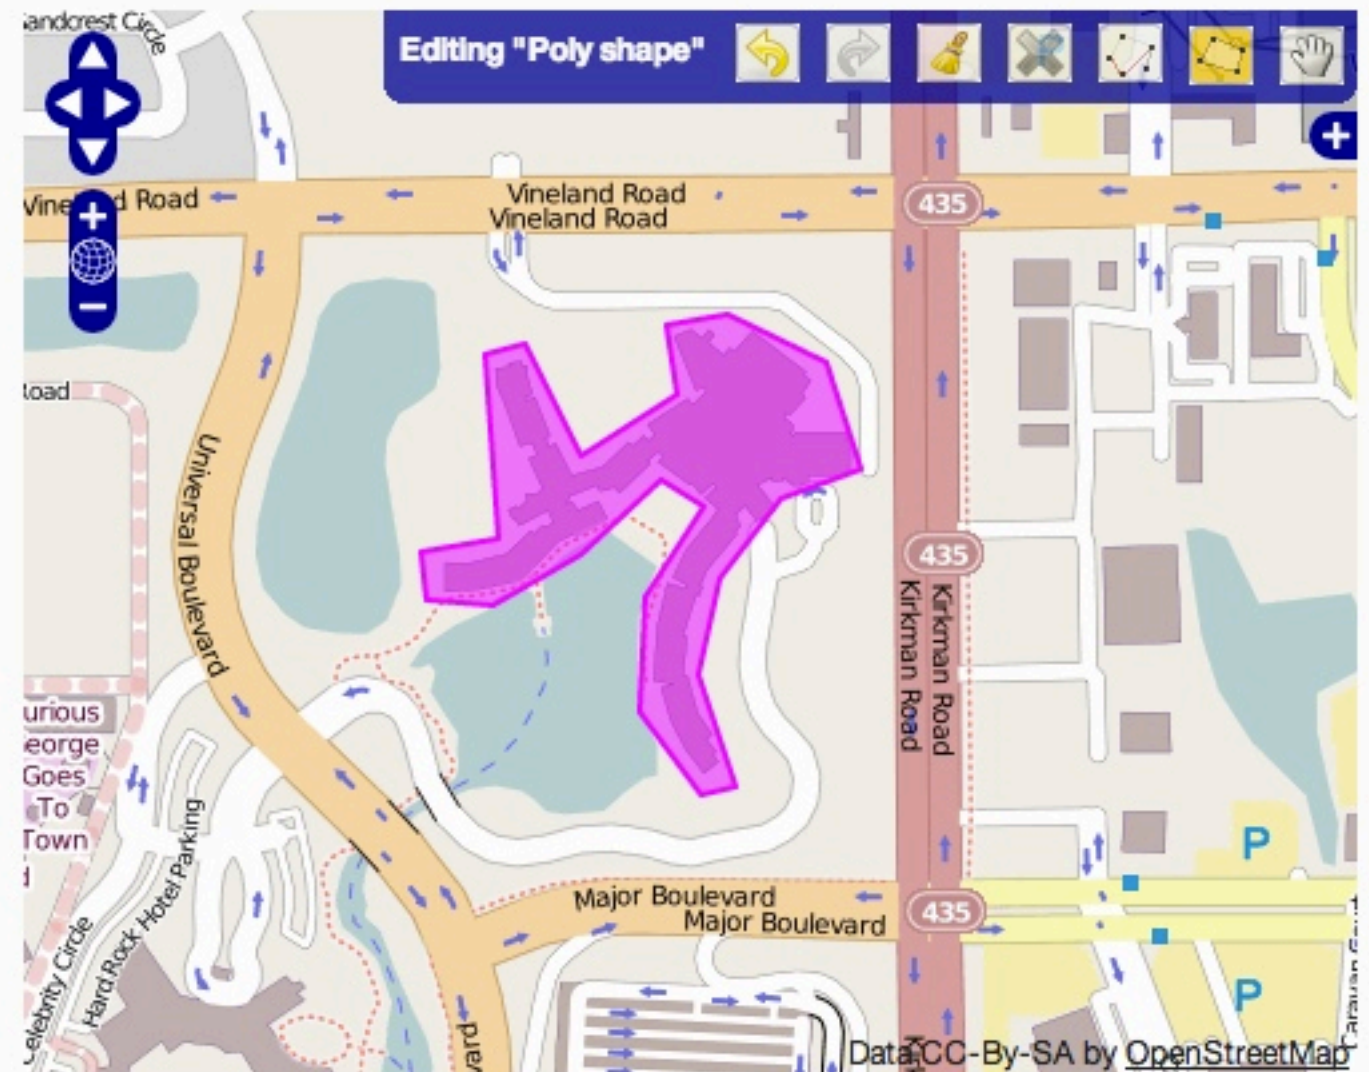 Sandcrest Circle
Editing "Poly shape"
Vineland Road
Vineland Road
Vineland Road
435
Road
Universal Boulevard
435
Kirkman Road
Kirkman Road
urious
eorge
Goes
To
Town
d
P
Hard Rock Hotel Parking
Major Boulevard
Major Boulevard
435
Celebrity Circle
P
vard
Data CC-By-SA by OpenStreetMap